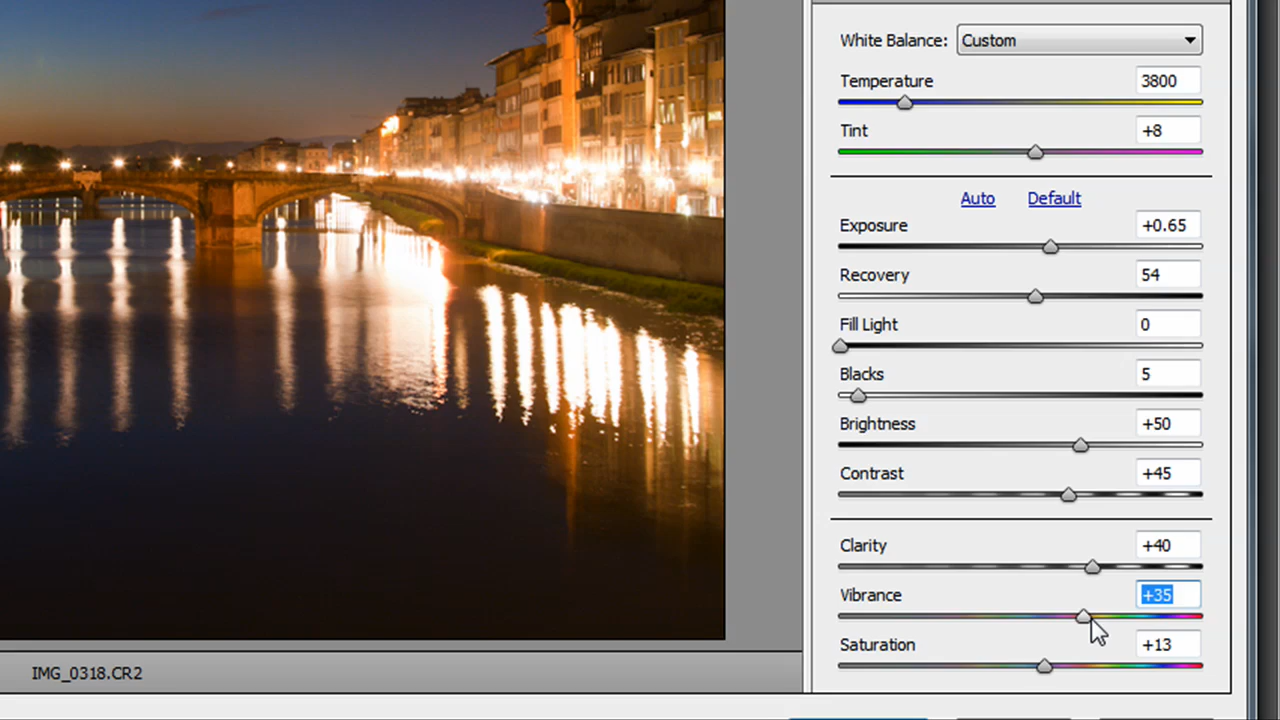 White Balance: Custom
Temperature 3800
Tint +8
Auto Default
Exposure +0.65
Recovery 54
Fill Light 0
Blacks 5
Brightness +50
Contrast +45
Clarity +40
Vibrance +35
Saturation +13
IMG_0318.CR2